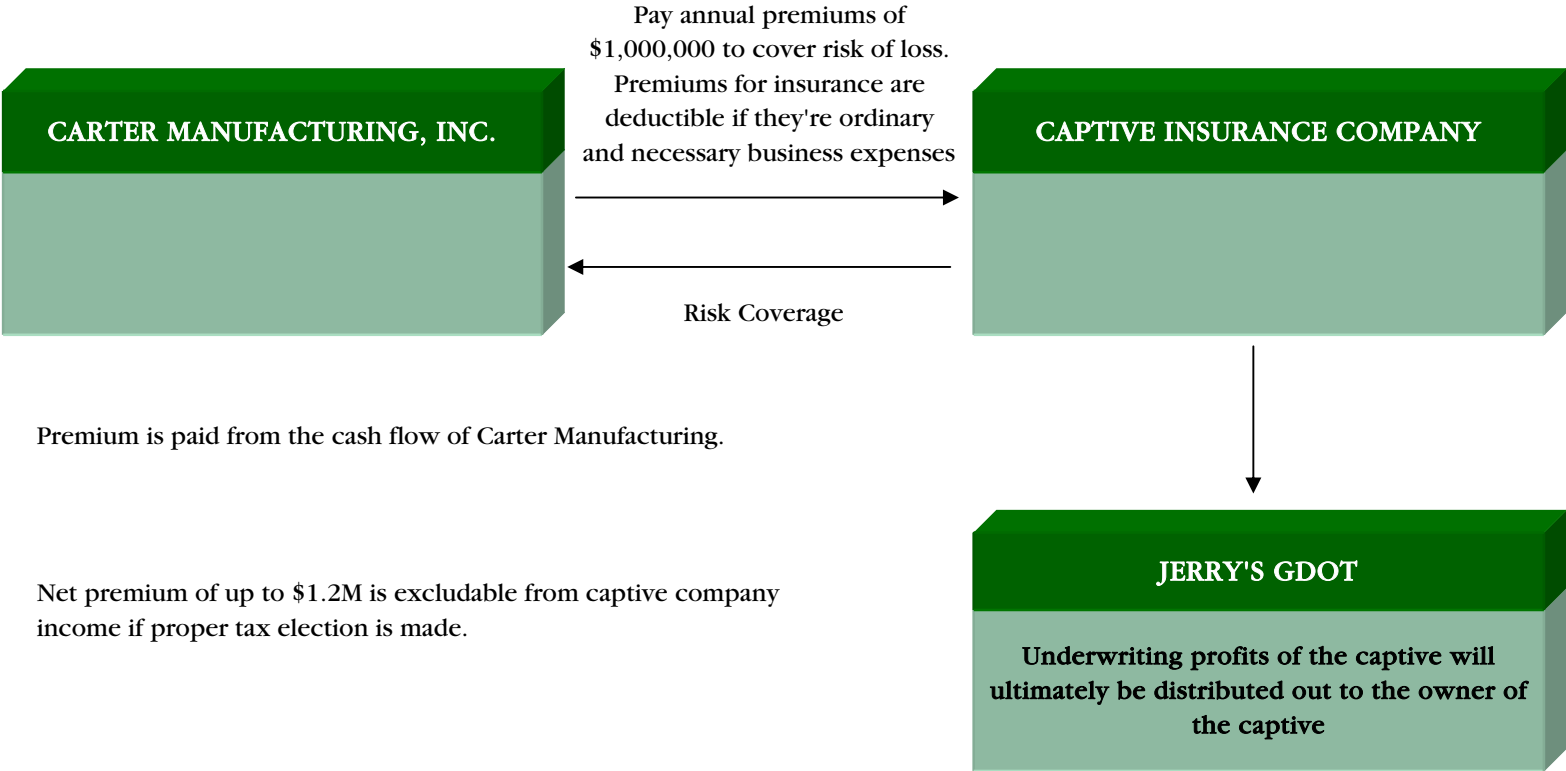 Pay annual premiums of
$1,000,000 to cover risk of loss.
Premiums for insurance are
deductible if they're ordinary
and necessary business expenses
CARTER MANUFACTURING, INC.
CAPTIVE INSURANCE COMPANY
Risk Coverage
Premium is paid from the cash flow of Carter Manufacturing.
Net premium of up to $1.2M is excludable from captive company
income if proper tax election is made.
JERRY'S GDOT
Underwriting profits of the captive will
ultimately be distributed out to the owner of
the captive